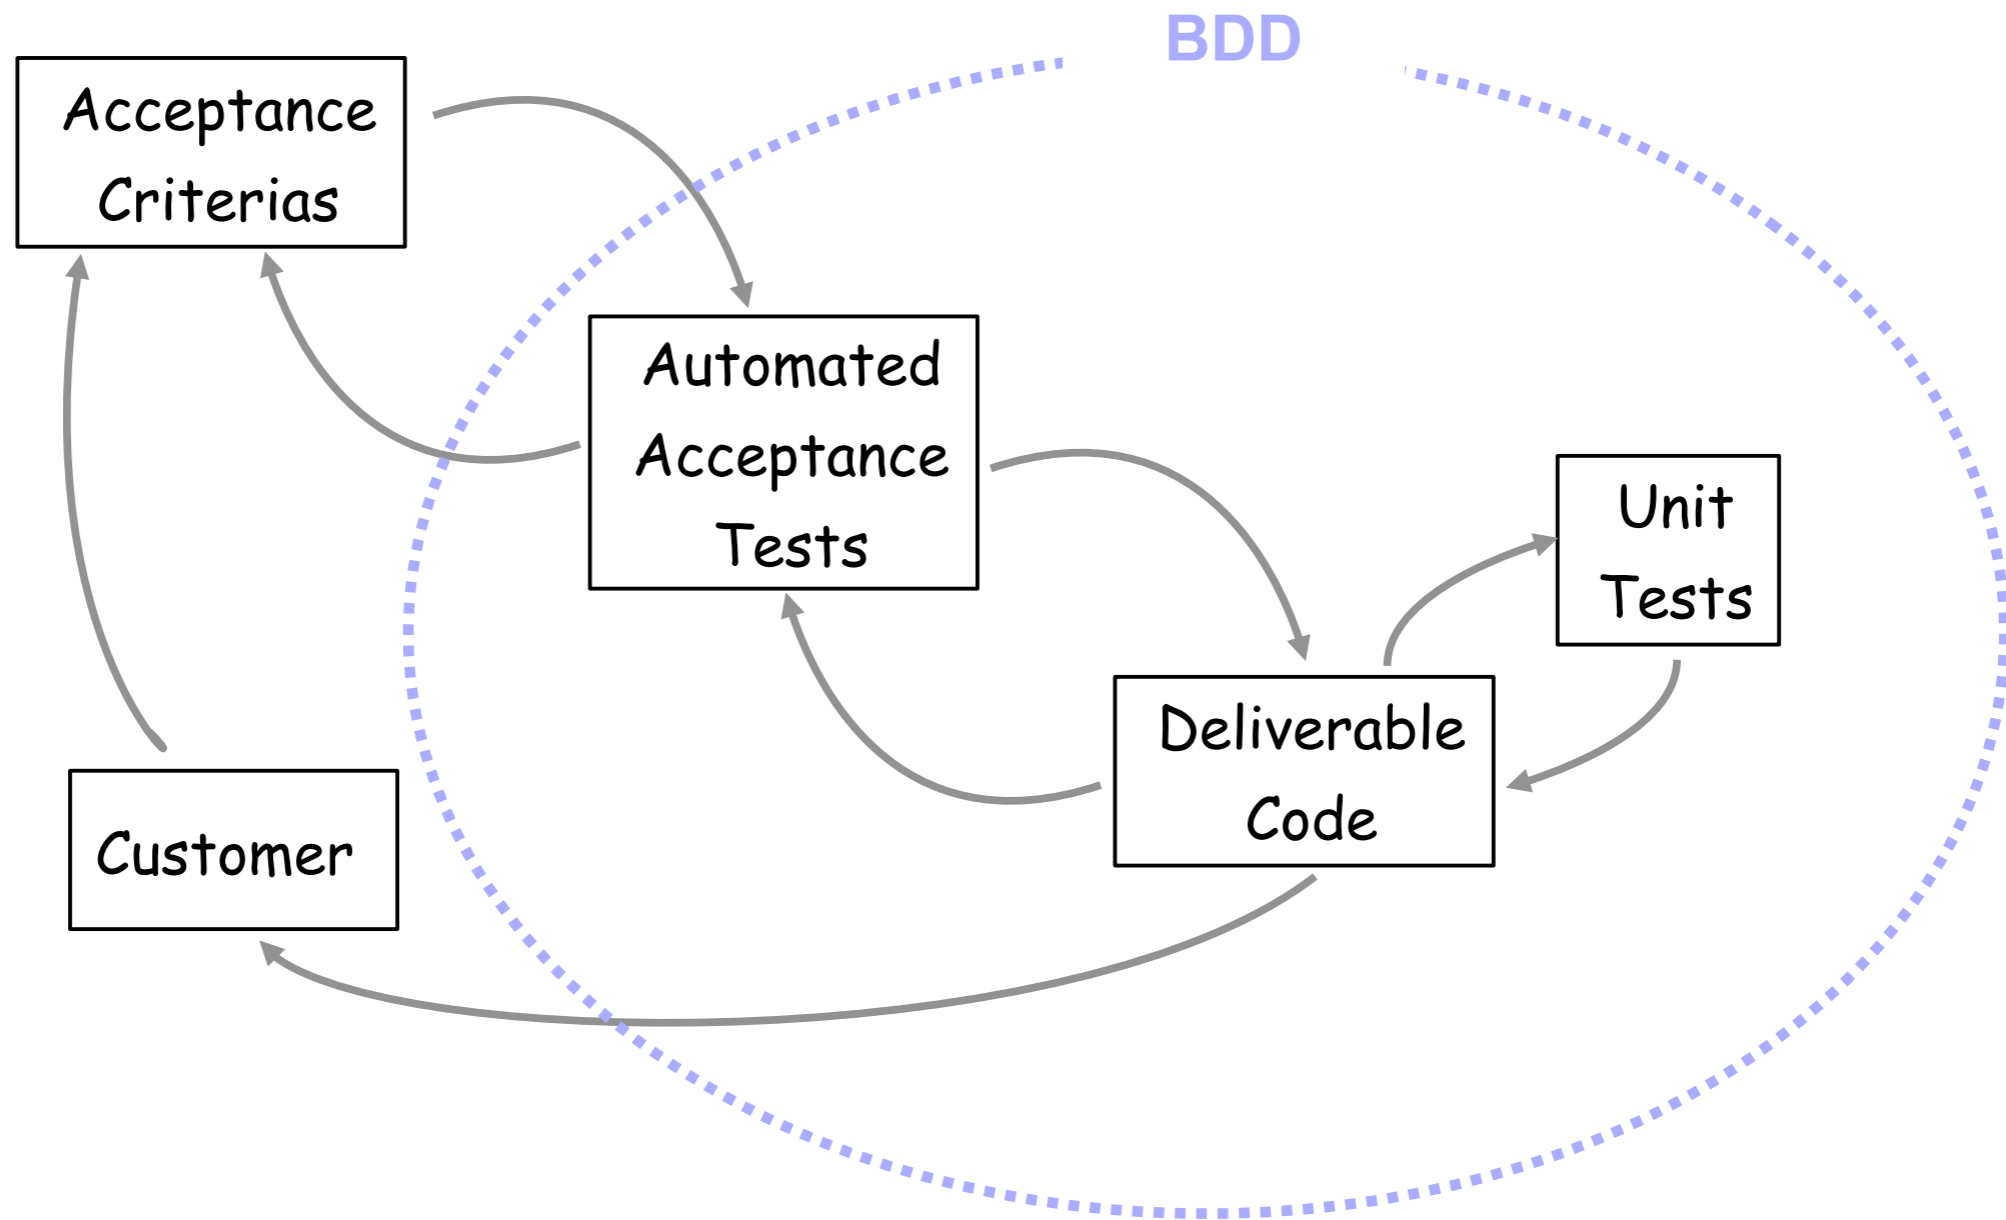 BDD
Acceptance
Criterias
Automated
Acceptance
Tests
Unit
Tests
Deliverable
Code
Customer